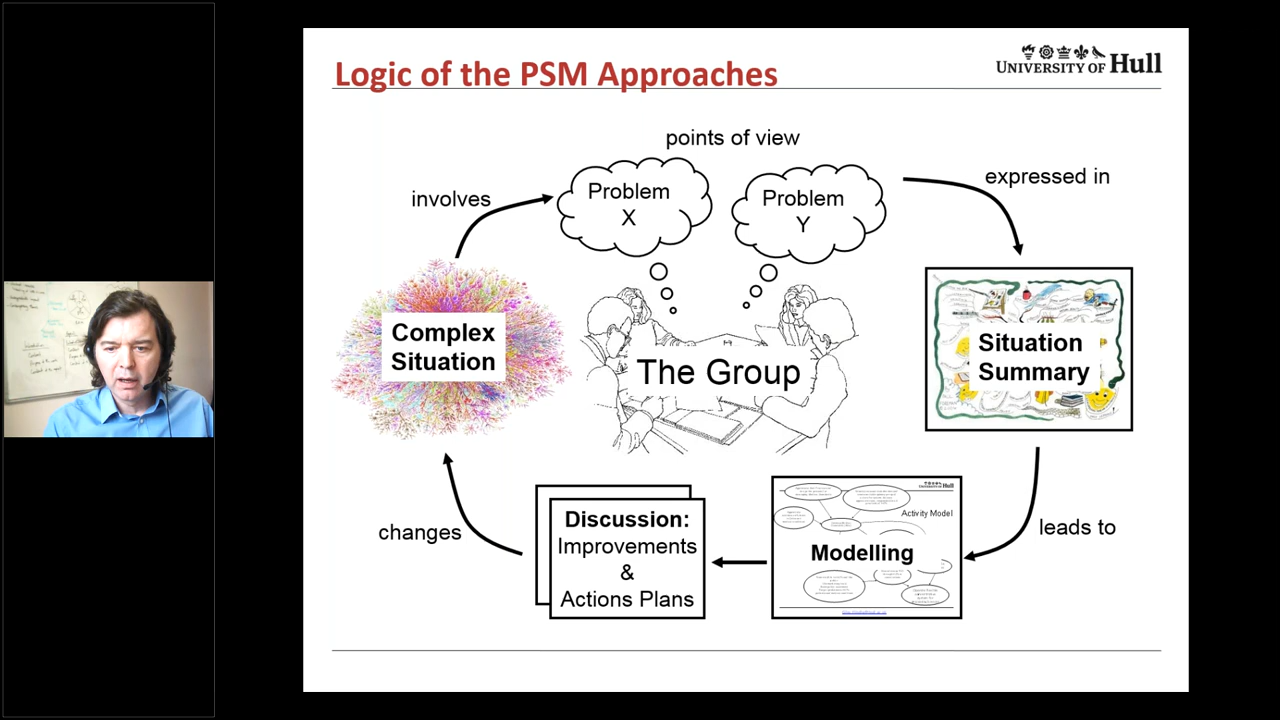 Logic of the PSM Approaches
UNIVERSITY OF Hull
points of view
involves
Problem
X
Problem
Y
expressed in
Complex
Situation
The Group
Situation
Summary
changes
Discussion:
Improvements
&
Actions Plans
Activity Model
Modelling
leads to